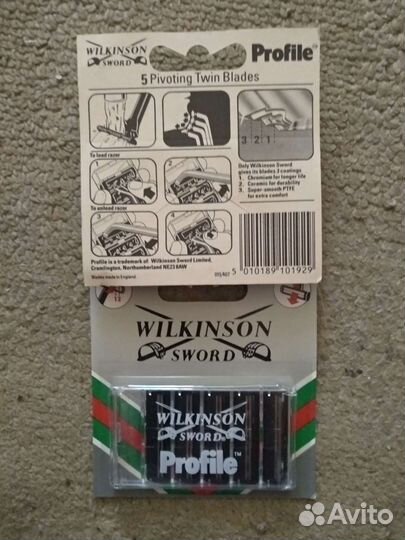 WILKINSON
SWORD
Profile™
5 Pivoting Twin Blades
3 2 1
To load razor
1
2
Only Wilkinson Sword
gives its blades 3 coatings
1. Chromium for longer life
2. Ceramic for durability
3. Super-smooth PTFE
for extra comfort
To unload razor
3
4
Profile is a trademark of Wilkinson Sword Limited,
Cramlington, Northumberland NE23 8AW
Blades made in England.
5 010189 101929
WILKINSON
SWORD
WILKINSON
SWORD
Profile™
Avito